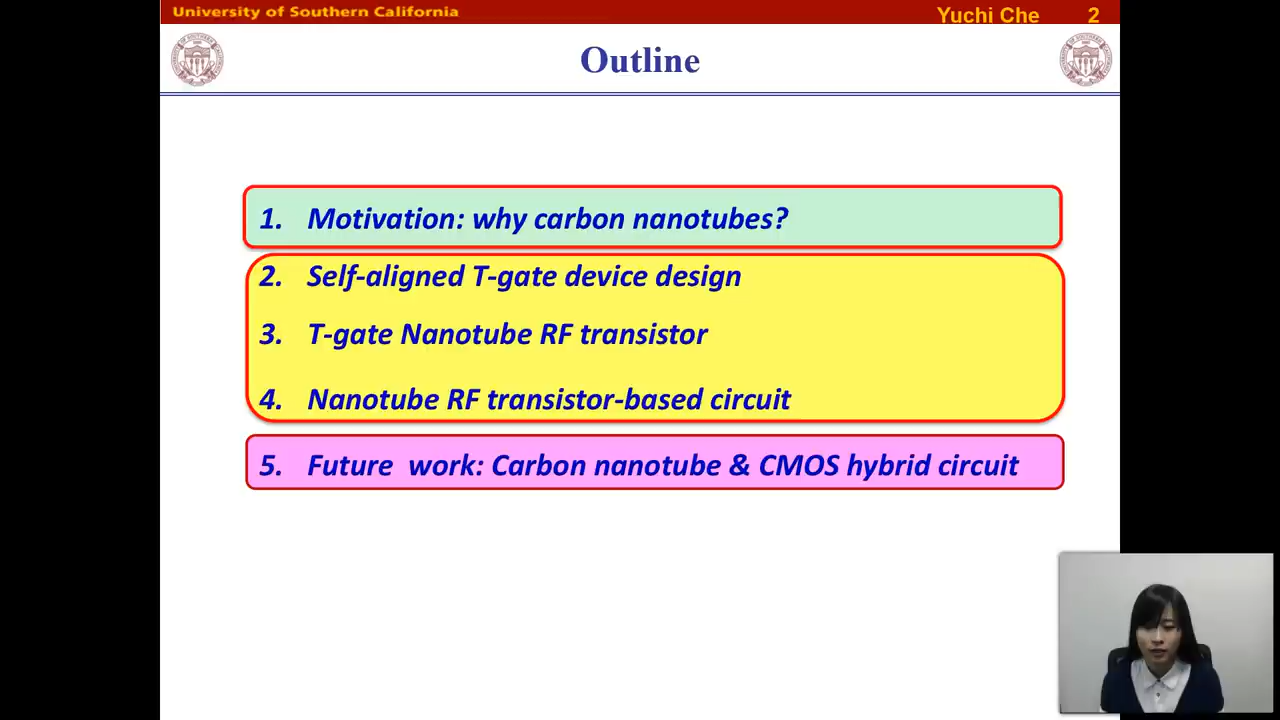 University of Southern California
Yuchi Che 2
Outline
1. Motivation: why carbon nanotubes?
2. Self-aligned T-gate device design
3. T-gate Nanotube RF transistor
4. Nanotube RF transistor-based circuit
5. Future work: Carbon nanotube & CMOS hybrid circuit